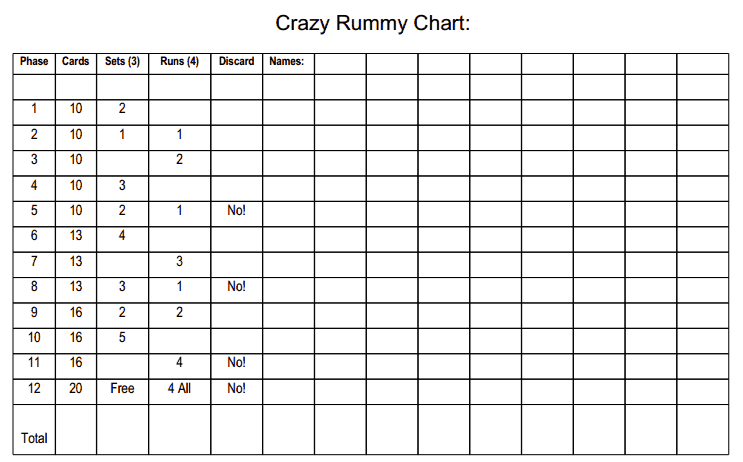 Crazy Rummy Chart:
Phase Cards Sets (3) Runs (4) Discard Names:
1 10 2
2 10 1 1
3 10 2
4 10 3
5 10 2 1 No!
6 13 4
7 13 3
8 13 3 1 No!
9 16 2 2
10 16 5
11 16 4 No!
12 20 Free 4 All No!
Total